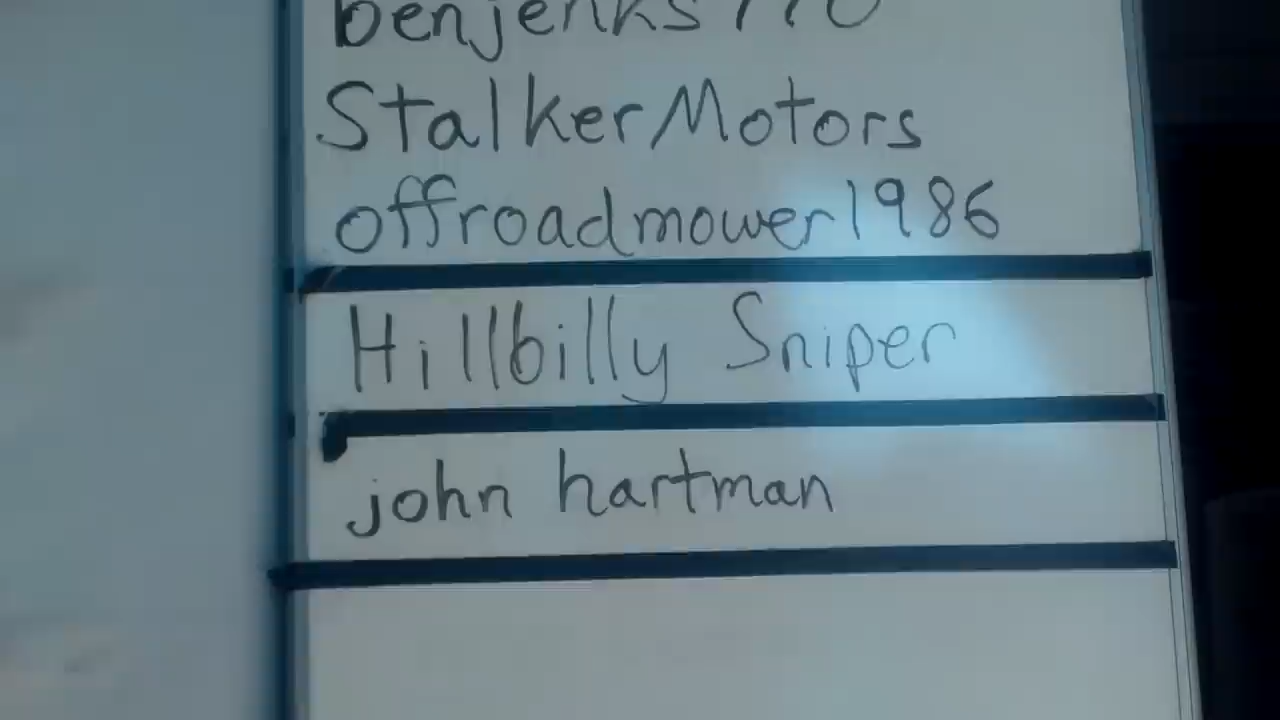 StalkerMotors
offroadmower1986
Hillbilly Sniper
john hartman